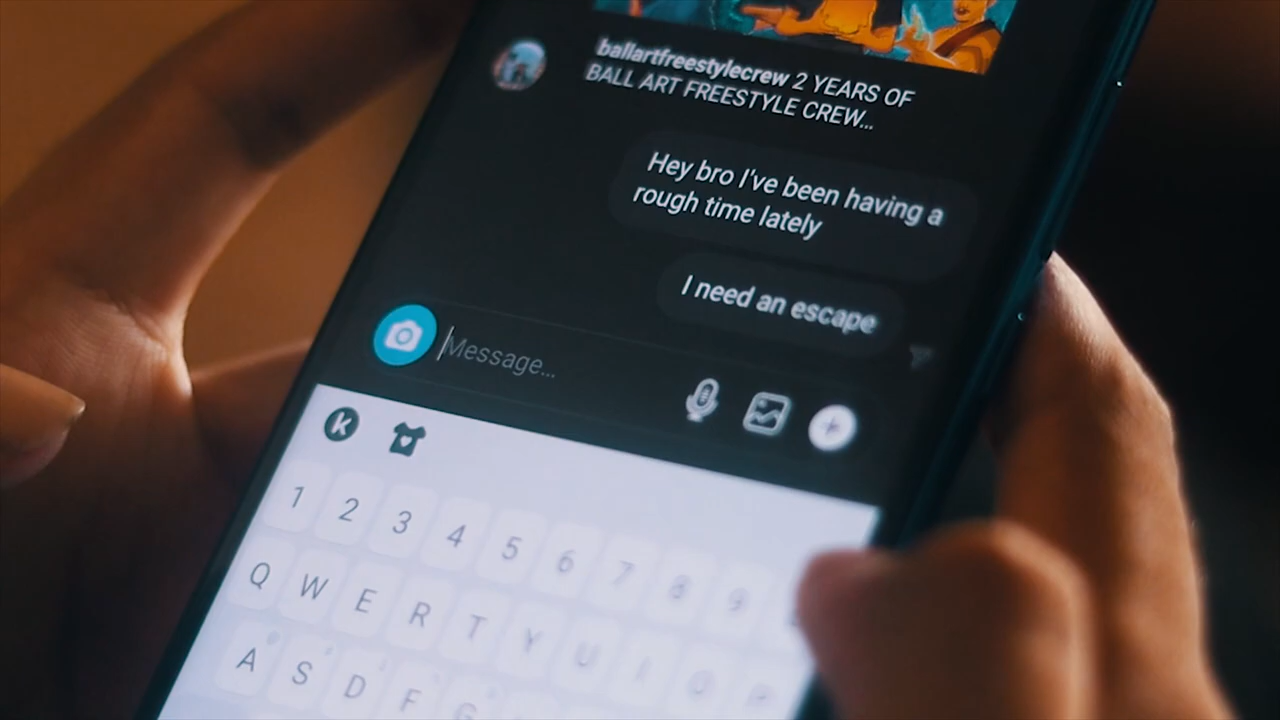 ballartfreestylecrew 2 YEARS OF
BALL ART FREESTYLE CREW...
Hey bro I've been having a
rough time lately
I need an escape
Message...
K
1 2 3 4 5 6 7 8 9
Q W E R T Y U I O P
A S D F G